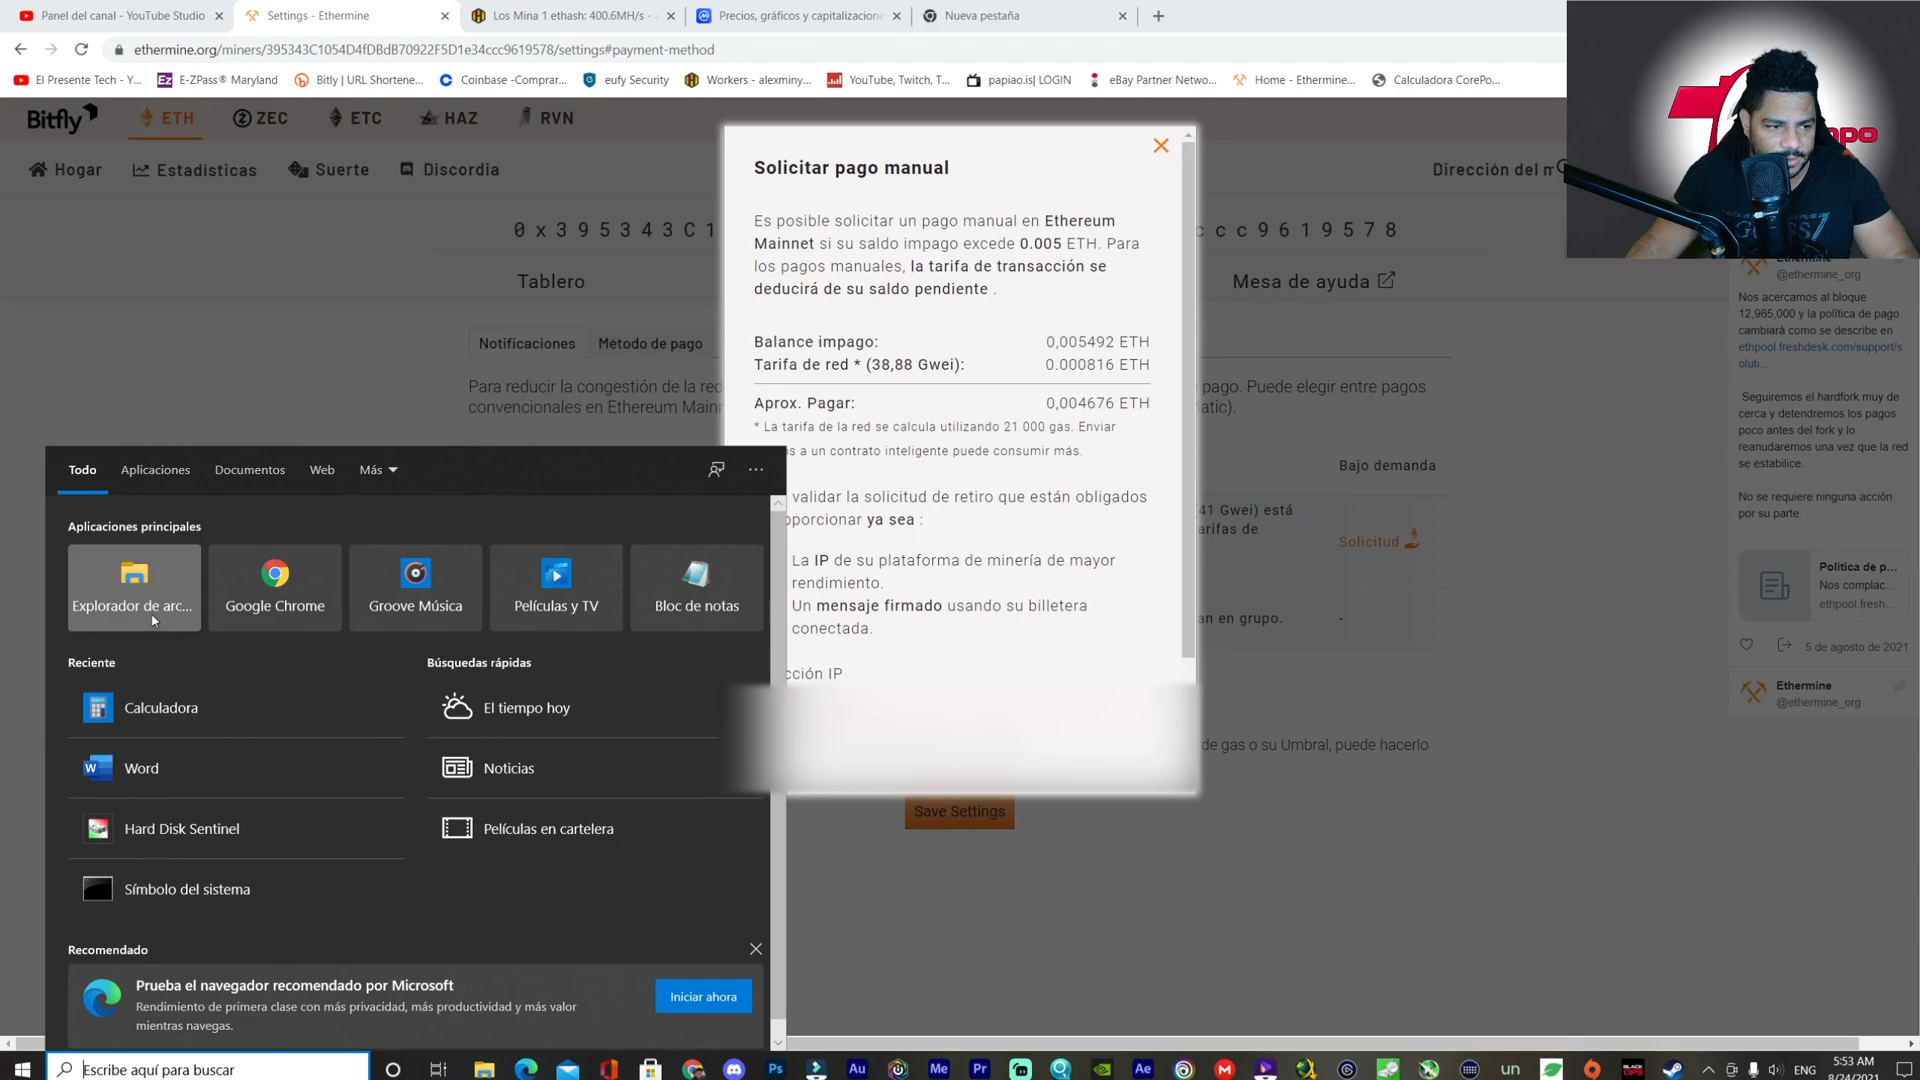 Panel del canal - YouTube Studio
Settings - Ethermine
Los Mina 1 ethash: 400.6MH/s -
Precios, gráficos y capitalizacione
Nueva pestaña
ethermine.org/miners/395343C1054D4fDBdB70922F5D1e34ccc9619578/settings#payment-method
El Presente Tech - Y...
E-ZPass® Maryland
Bitly | URL Shortene...
Coinbase -Comprar...
eufy Security
Workers - alexminy...
YouTube, Twitch, T...
papiao.is| LOGIN
eBay Partner Netwo...
Home - Ethermine...
Calculadora CorePo...
Bitfly
ETH
ZEC
ETC
HAZ
RVN
Hogar
Estadísticas
Suerte
Discordia
Dirección del m
0x395343C1
ccc9619578
Tablero
Mesa de ayuda
Notificaciones
Método de pago
Para reducir la congestión de la red
pago. Puede elegir entre pagos
convencionales en Ethereum Main
atic).
Solicitar pago manual
Es posible solicitar un pago manual en Ethereum
Mainnet si su saldo impago excede 0.005 ETH. Para
los pagos manuales, la tarifa de transacción se
deducirá de su saldo pendiente .
Balance impago: 0,005492 ETH
Tarifa de red * (38,88 Gwei): 0.000816 ETH
Aprox. Pagar: 0,004676 ETH
* La tarifa de la red se calcula utilizando 21 000 gas. Enviar
s a un contrato inteligente puede consumir más.
validar la solicitud de retiro que están obligados
porcionar ya sea :
La IP de su plataforma de minería de mayor
rendimiento.
Un mensaje firmado usando su billetera
conectada.
cción IP
Bajo demanda
41 Gwei) está
arifas de
Solicitud
an en grupo.
-
de gas o su Umbral, puede hacerlo
Save Settings
Ethermine
@ethermine_org
Nos acercamos al bloque
12,965,000 y la política de pago
cambiará como se describe en
ethpool.freshdesk.com/support/s
oluti...
Seguiremos el hardfork muy de
cerca y detendremos los pagos
poco antes del fork y lo
reanudaremos una vez que la red
se estabilice.
No se requiere ninguna acción
por su parte.
Política de p...
Nos complac...
ethpool.fresh...
5 de agosto de 2021
Ethermine
@ethermine_org
Todo
Aplicaciones
Documentos
Web
Más
Aplicaciones principales
Explorador de arc...
Google Chrome
Groove Música
Películas y TV
Bloc de notas
Reciente
Búsquedas rápidas
Calculadora
El tiempo hoy
Word
Noticias
Hard Disk Sentinel
Películas en cartelera
Símbolo del sistema
Recomendado
Prueba el navegador recomendado por Microsoft
Rendimiento de primera clase con más privacidad, más productividad y más valor
mientras navegas.
Iniciar ahora
Escribe aquí para buscar
ENG
5:53 AM
8/24/2021